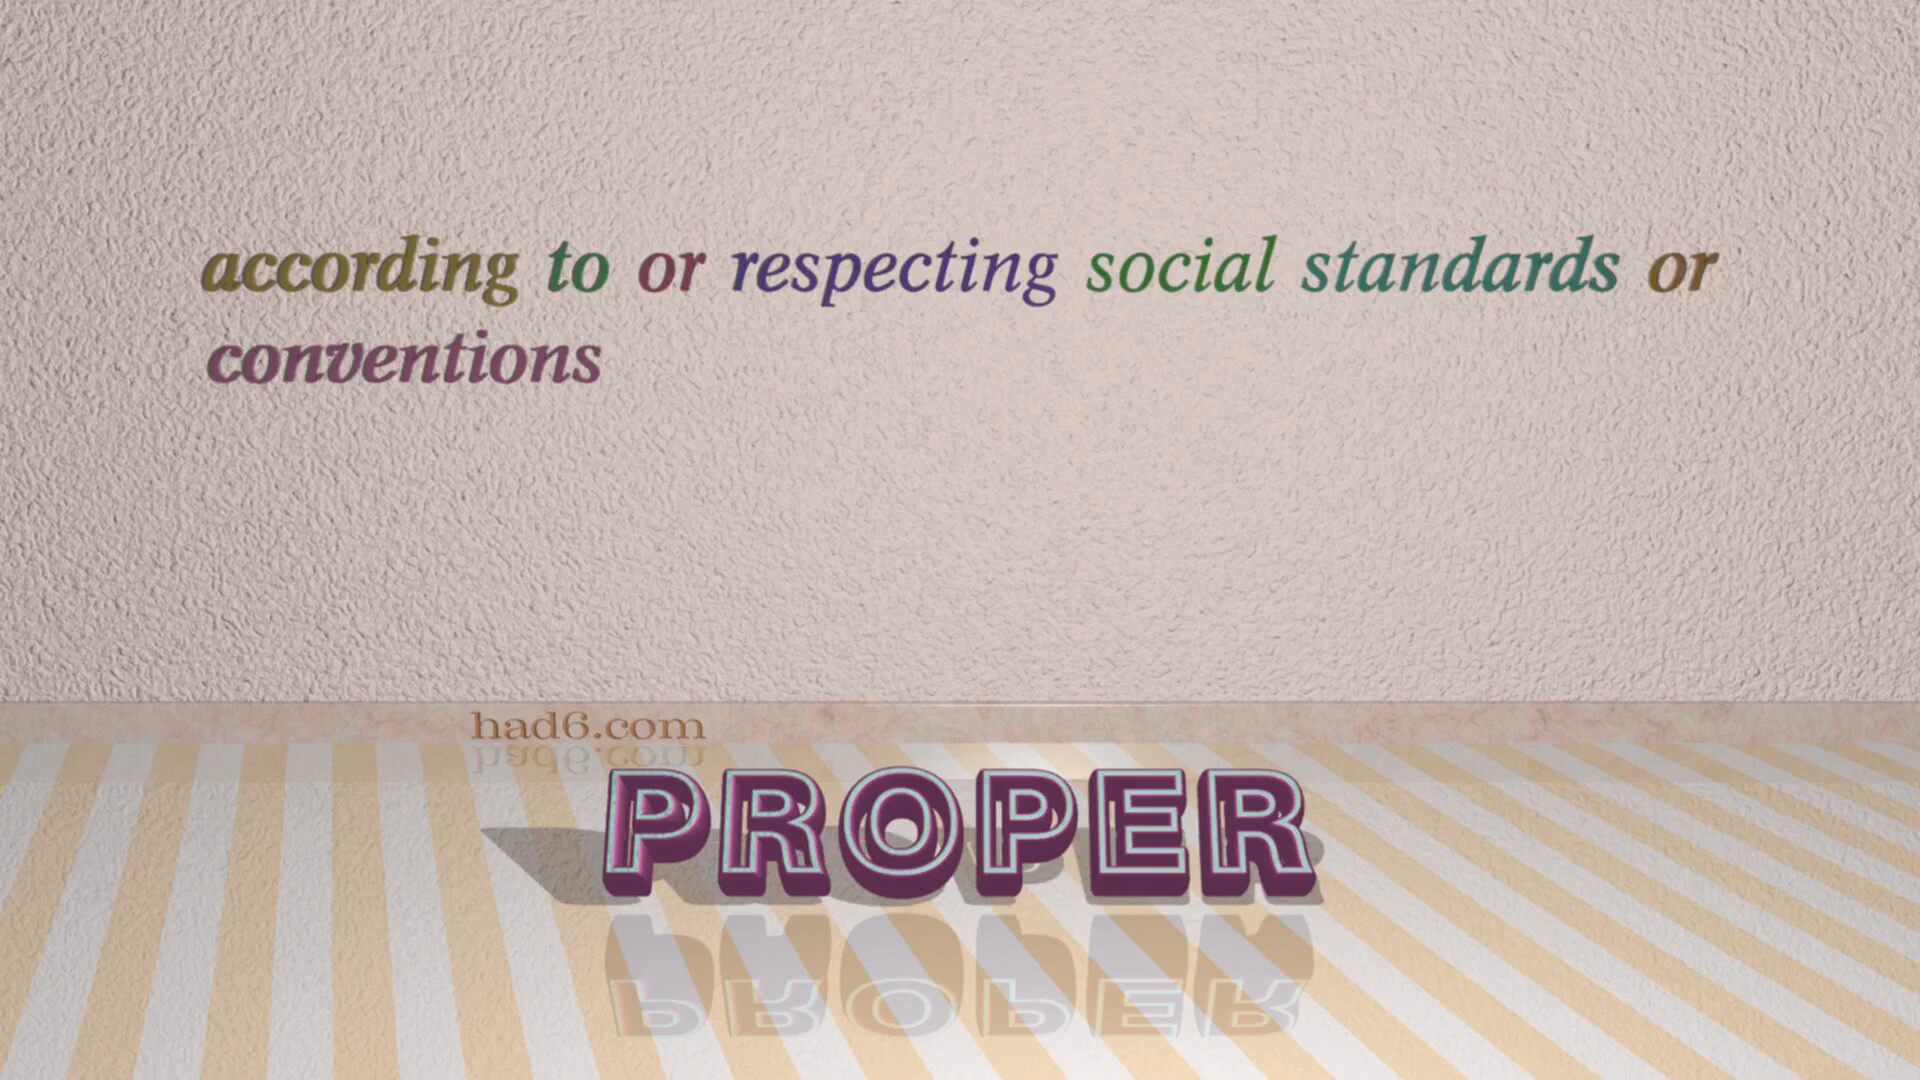 according to or respecting social standards or
conventions
had6.com
PROPER